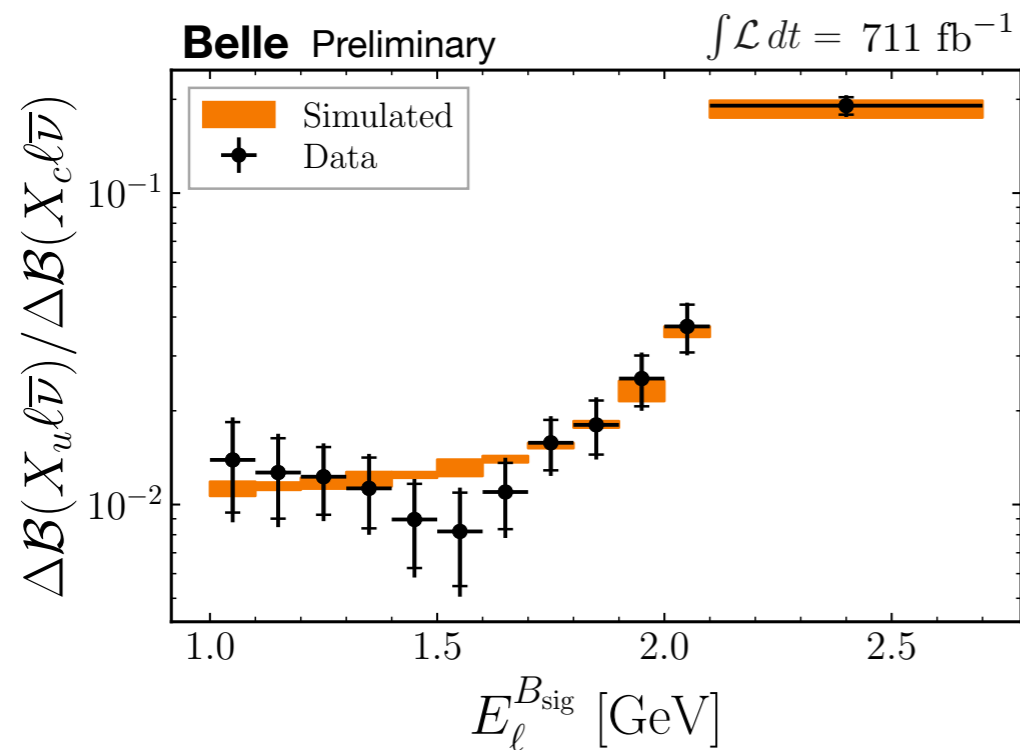 Belle Preliminary ∫ℒ dt = 711 fb⁻¹
Simulated
Data
Δℬ(X_u ℓν̅)/Δℬ(X_c ℓν̅)
10⁻¹
10⁻²
1.0 1.5 2.0 2.5
E_ℓ^{B_sig} [GeV]